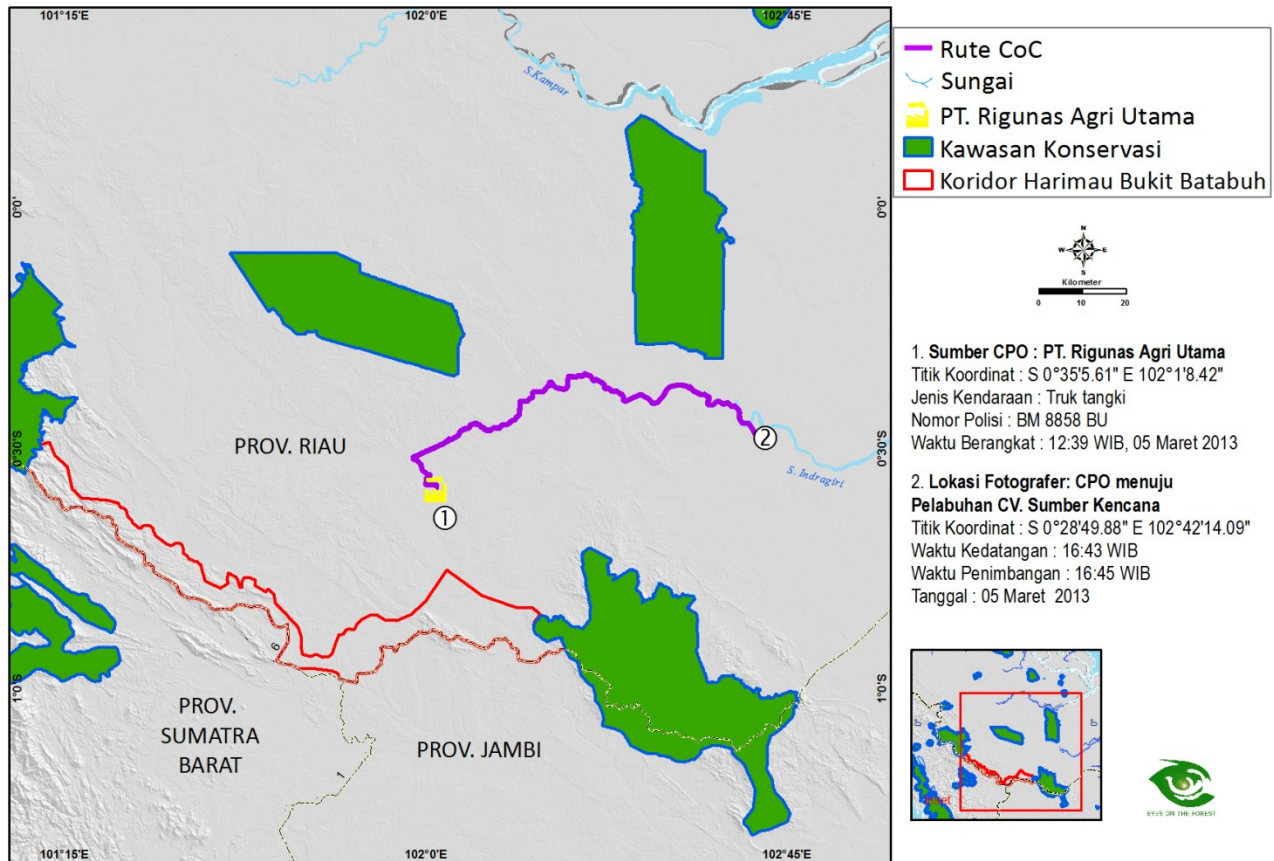 101°15'E
102°0'E
102°45'E
S.Kampar
0°0'
0°0'
PROV. RIAU
0°30'S
0°30'S
①
②
S. Indragiri
6
1
1°0'S
1°0'S
PROV.
SUMATRA
BARAT
PROV. JAMBI
101°15'E
102°0'E
102°45'E
Rute CoC
Sungai
PT. Rigunas Agri Utama
Kawasan Konservasi
Koridor Harimau Bukit Batabuh
N
W E
S
Kilometer
0 10 20
1. Sumber CPO : PT. Rigunas Agri Utama
Titik Koordinat : S 0°35'5.61" E 102°1'8.42"
Jenis Kendaraan : Truk tangki
Nomor Polisi : BM 8858 BU
Waktu Berangkat : 12:39 WIB, 05 Maret 2013
2. Lokasi Fotografer: CPO menuju
Pelabuhan CV. Sumber Kencana
Titik Koordinat : S 0°28'49.88" E 102°42'14.09"
Waktu Kedatangan : 16:43 WIB
Waktu Penimbangan : 16:45 WIB
Tanggal : 05 Maret 2013
EYES ON THE FOREST